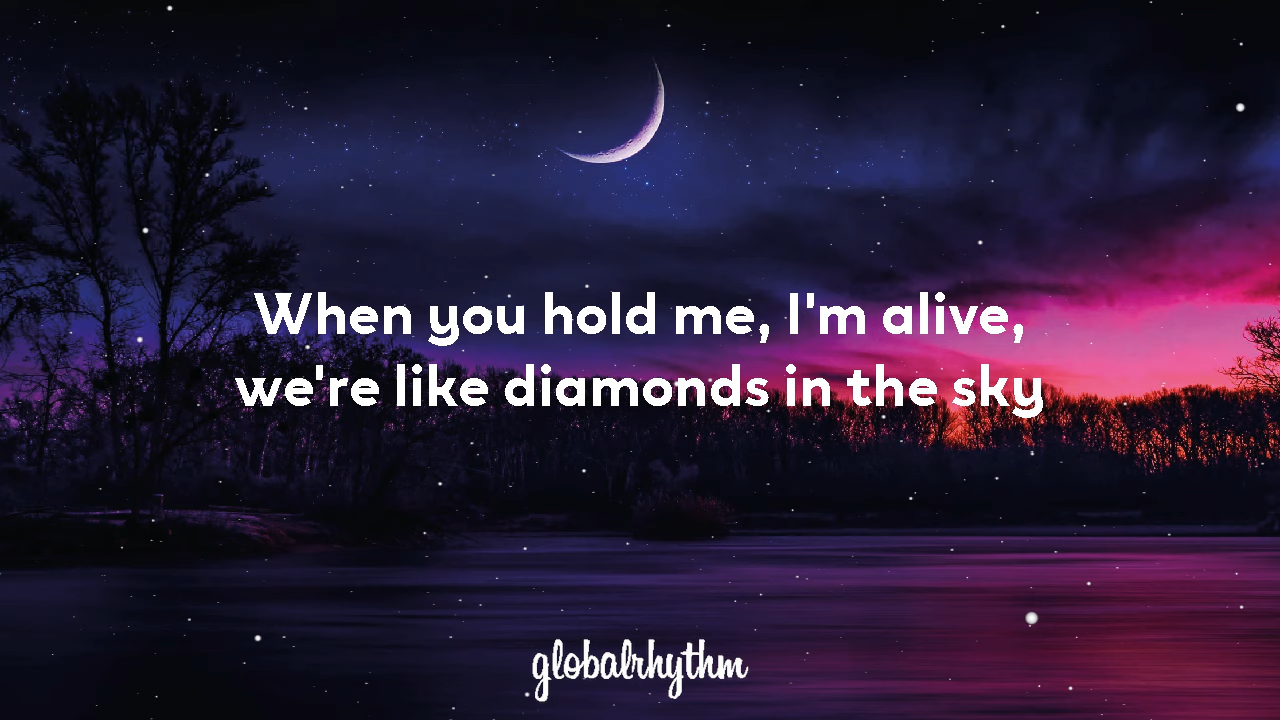 When you hold me, I'm alive,
we're like diamonds in the sky
globalrhythm